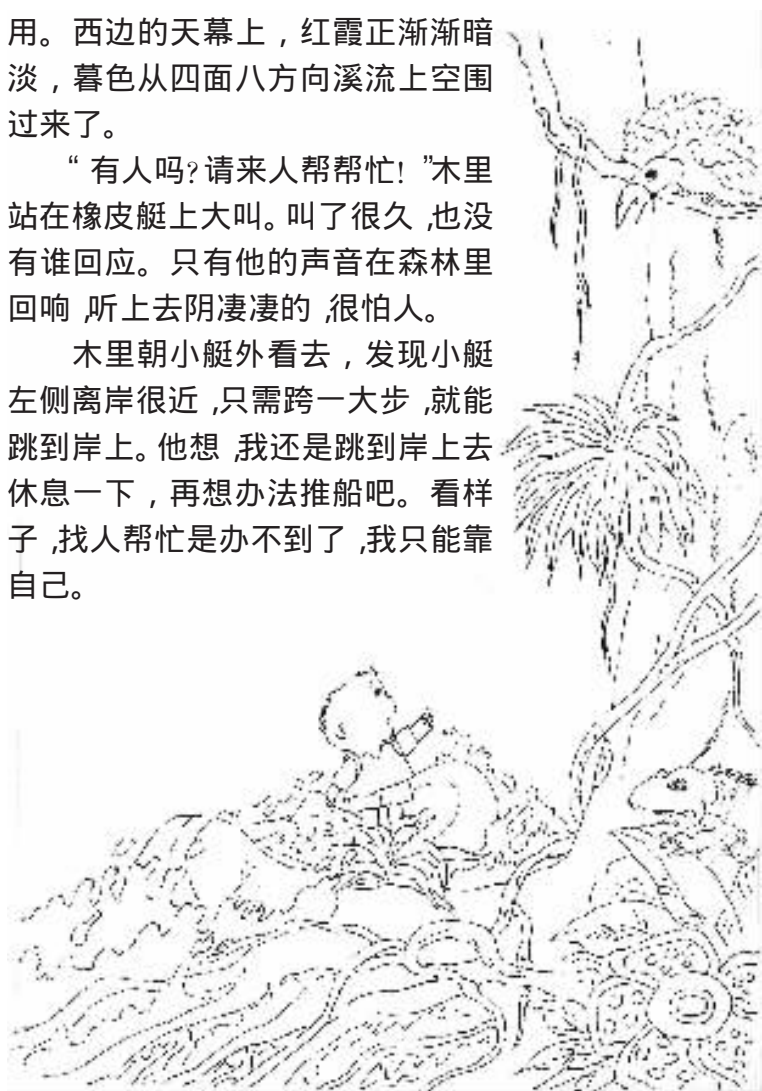 用。西边的天幕上，红霞正渐渐暗
淡，暮色从四面八方向溪流上空围
过来了。
“有人吗?请来人帮帮忙!”木里
站在橡皮艇上大叫。叫了很久,也没
有谁回应。只有他的声音在森林里
回响,听上去阴凄凄的,很怕人。
木里朝小艇外看去，发现小艇
左侧离岸很近,只需跨一大步,就能
跳到岸上。他想,我还是跳到岸上去
休息一下，再想办法推船吧。看样
子,找人帮忙是办不到了,我只能靠
自己。